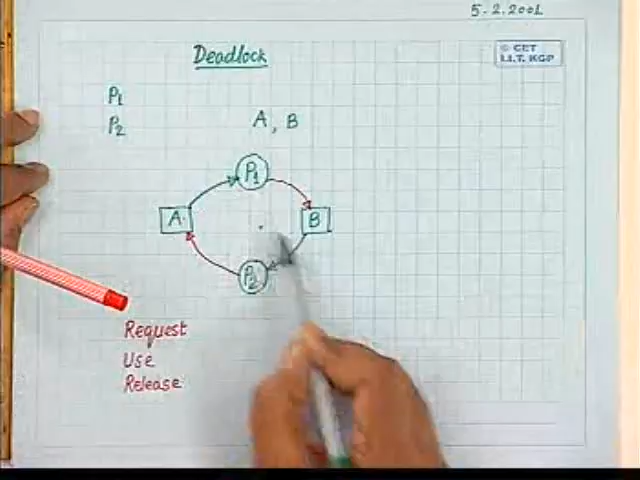 5.2.2001
Deadlock
© CET
I.I.T. KGP
P1
P2
A, B
P1
A
B
P2
Request
Use
Release